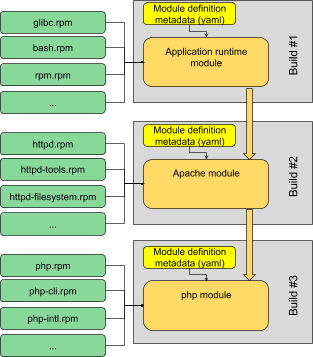 glibc.rpm
bash.rpm
rpm.rpm
...
Module definition
metadata (yaml)
Application runtime
module
Build #1
httpd.rpm
httpd-tools.rpm
httpd-filesystem.rpm
...
Module definition
metadata (yaml)
Apache module
Build #2
php.rpm
php-cli.rpm
php-intl.rpm
...
Module definition
metadata (yaml)
php module
Build #3